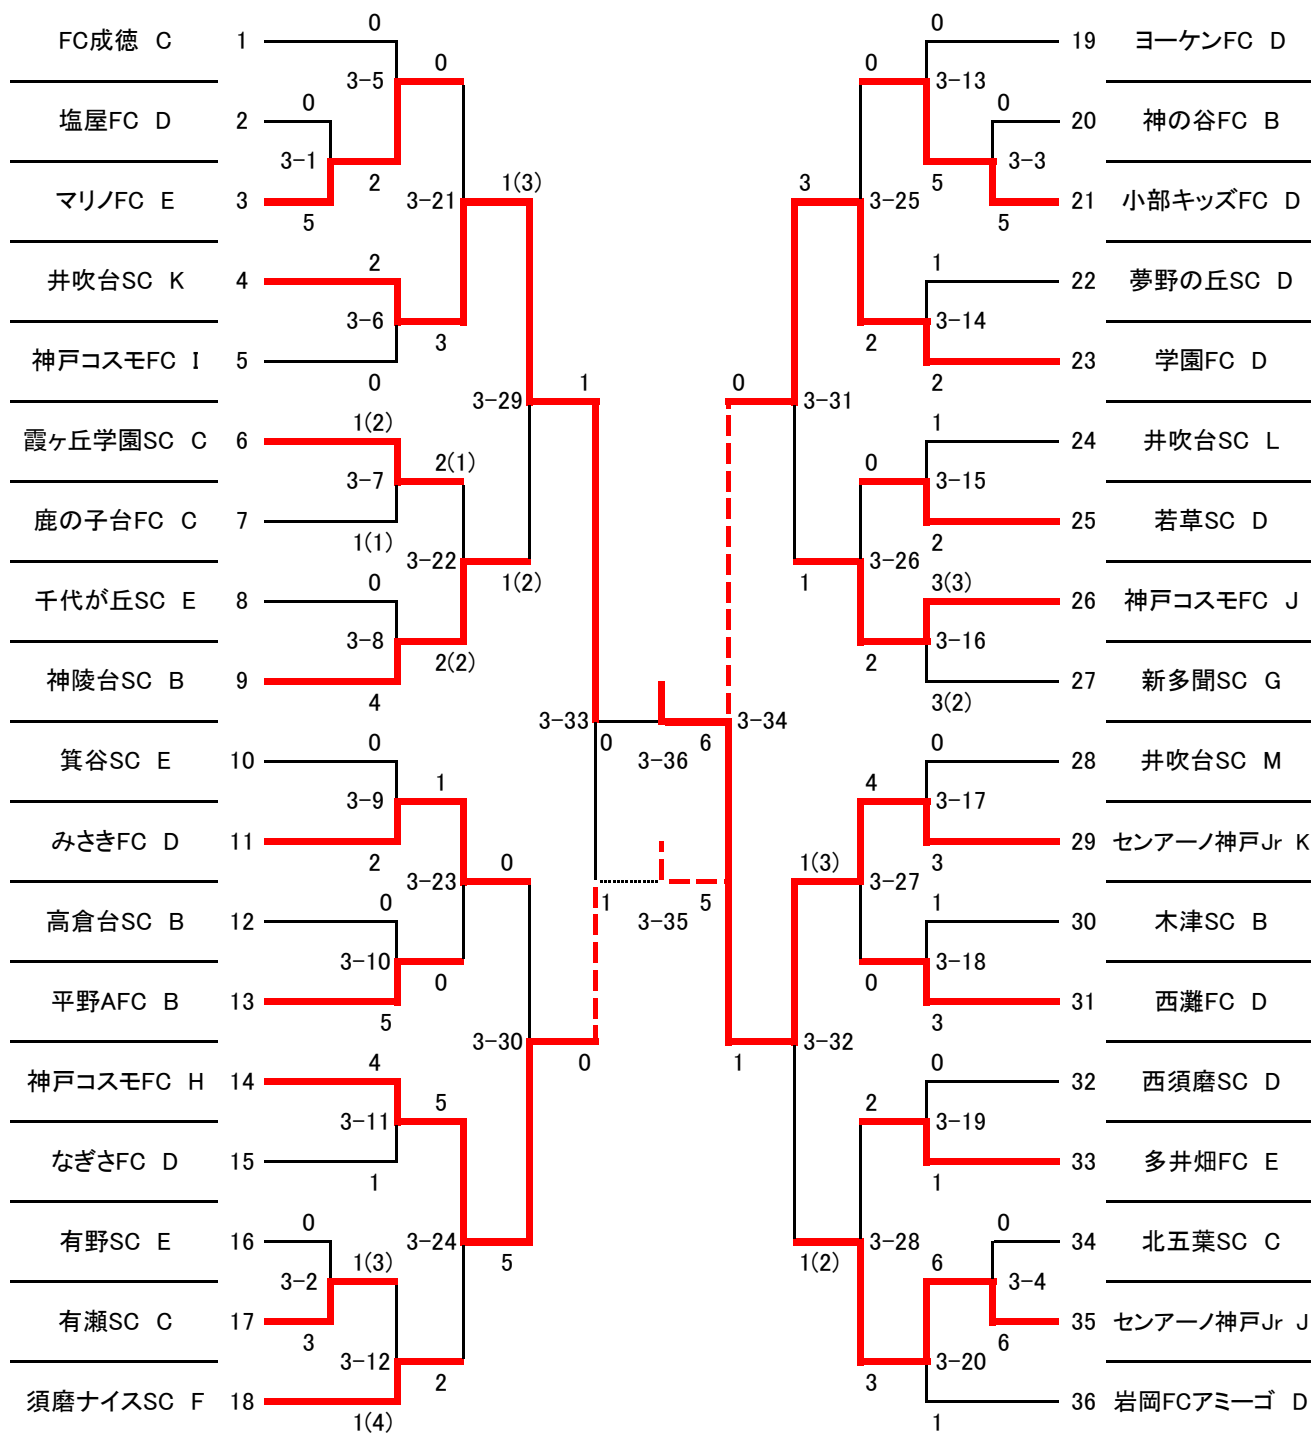 0 0
FC成徳 C 1 19 ヨーケンFC D
0 0
3-5 3-13
0 0
塩屋FC D 2 20 神の谷FC B
3-1 3-3
2 1(3) 3 5
マリノFC E 3 3-21 3-25 21 小部キッズFC D
5 5
2 1
井吹台SC K 4 22 夢野の丘SC D
3-6 3-14
3 2
神戸コスモFC I 5 23 学園FC D
0 1 0 2
3-29 3-31
1(2) 1
霞ヶ丘学園SC C 6 24 井吹台SC L
2(1) 0
3-7 3-15
鹿の子台FC C 7 25 若草SC D
1(1) 2
3-22 3-26
0 1(2) 1 3(3)
千代が丘SC E 8 26 神戸コスモFC J
3-8 3-16
2(2) 2
神陵台SC B 9 27 新多聞SC G
4 3(2)
3-33 3-34
0 0 6 0
箕谷SC E 10 3-36 28 井吹台SC M
1 4
3-9 3-17
みさきFC D 11 29 センアーノ神戸Jr K
2 0 1(3) 3
3-23 3-27
0 1 5 1
高倉台SC B 12 3-35 30 木津SC B
3-10 3-18
0 0
平野AFC B 13 31 西灘FC D
5 3
3-30 3-32
4 0 1 0
神戸コスモFC H 14 32 西須磨SC D
5 2
3-11 3-19
なぎさFC D 15 33 多井畑FC E
1 1
0 0
有野SC E 16 3-24 3-28 34 北五葉SC C
1(3) 5 1(2) 6
3-2 3-4
有瀬SC C 17 35 センアーノ神戸Jr J
3 6
3-12 3-20
2 3
須磨ナイスSC F 18 36 岩岡FCアミーゴ D
1(4) 1